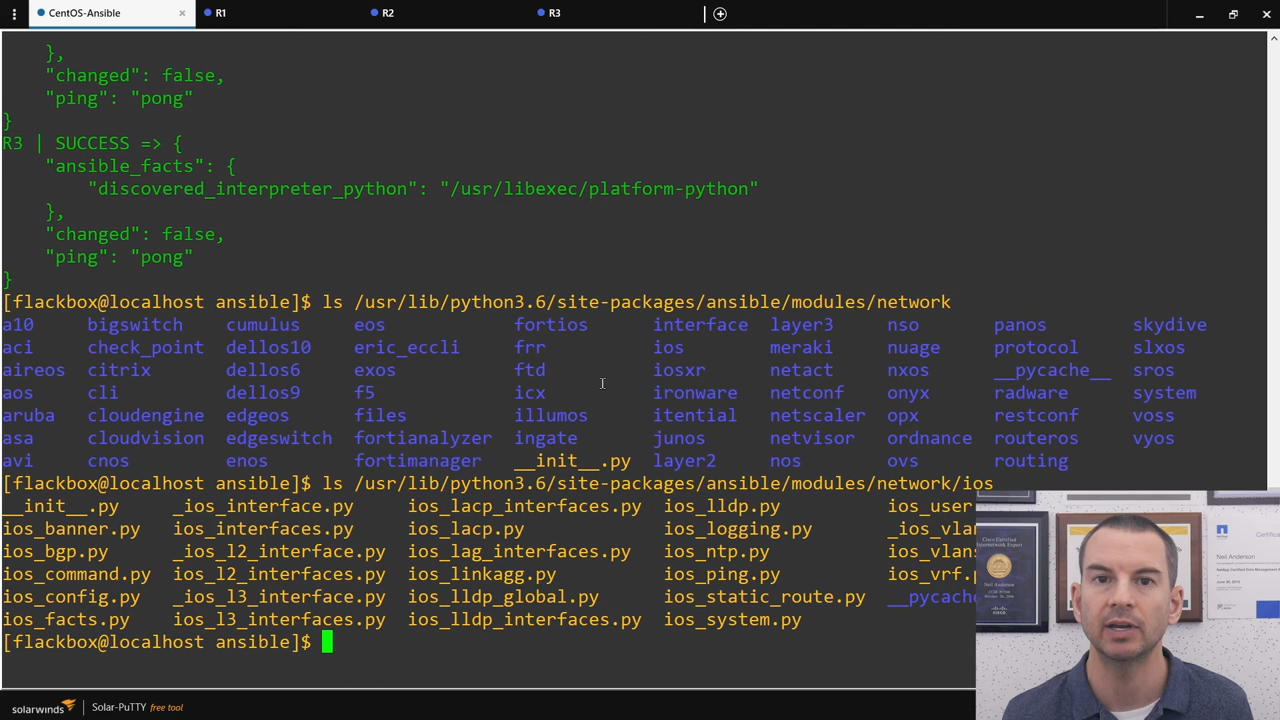 CentOS-Ansible × R1 R2 R3
},
"changed": false,
"ping": "pong"
}
R3 | SUCCESS => {
"ansible_facts": {
"discovered_interpreter_python": "/usr/libexec/platform-python"
},
"changed": false,
"ping": "pong"
}
[flackbox@localhost ansible]$ ls /usr/lib/python3.6/site-packages/ansible/modules/network
a10 bigswitch cumulus eos fortios interface layer3 nso panos skydive
aci check_point dellos10 eric_eccli frr ios meraki nuage protocol slxos
aireos citrix dellos6 exos ftd iosxr netact nxos __pycache__ sros
aos cli dellos9 f5 icx ironware netconf onyx radware system
aruba cloudengine edgeos files illumos itential netscaler opx restconf voss
asa cloudvision edgeswitch fortianalyzer ingate junos netvisor ordnance routeros vyos
avi cnos enos fortimanager __init__.py layer2 nos ovs routing
[flackbox@localhost ansible]$ ls /usr/lib/python3.6/site-packages/ansible/modules/network/ios
__init__.py _ios_interface.py ios_lacp_interfaces.py ios_lldp.py ios_user
ios_banner.py ios_interfaces.py ios_lacp.py ios_logging.py _ios_vlan
ios_bgp.py _ios_l2_interface.py ios_lag_interfaces.py ios_ntp.py ios_vlans
ios_command.py ios_l2_interfaces.py ios_linkagg.py ios_ping.py ios_vrf.p
ios_config.py _ios_l3_interface.py ios_lldp_global.py ios_static_route.py __pycache
ios_facts.py ios_l3_interfaces.py ios_lldp_interfaces.py ios_system.py
[flackbox@localhost ansible]$
Neil Anderson
solarwinds Solar-PuTTY free tool